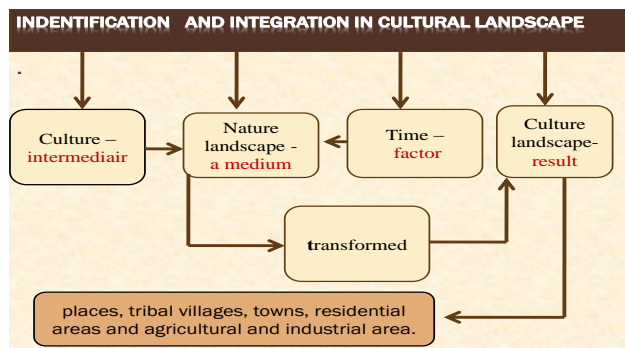 INDENTIFICATION AND INTEGRATION IN CULTURAL LANDSCAPE
.
Culture –
intermediair
Nature
landscape -
a medium
Time –
factor
Culture
landscape-
result
transformed
places, tribal villages, towns, residential
areas and agricultural and industrial area.